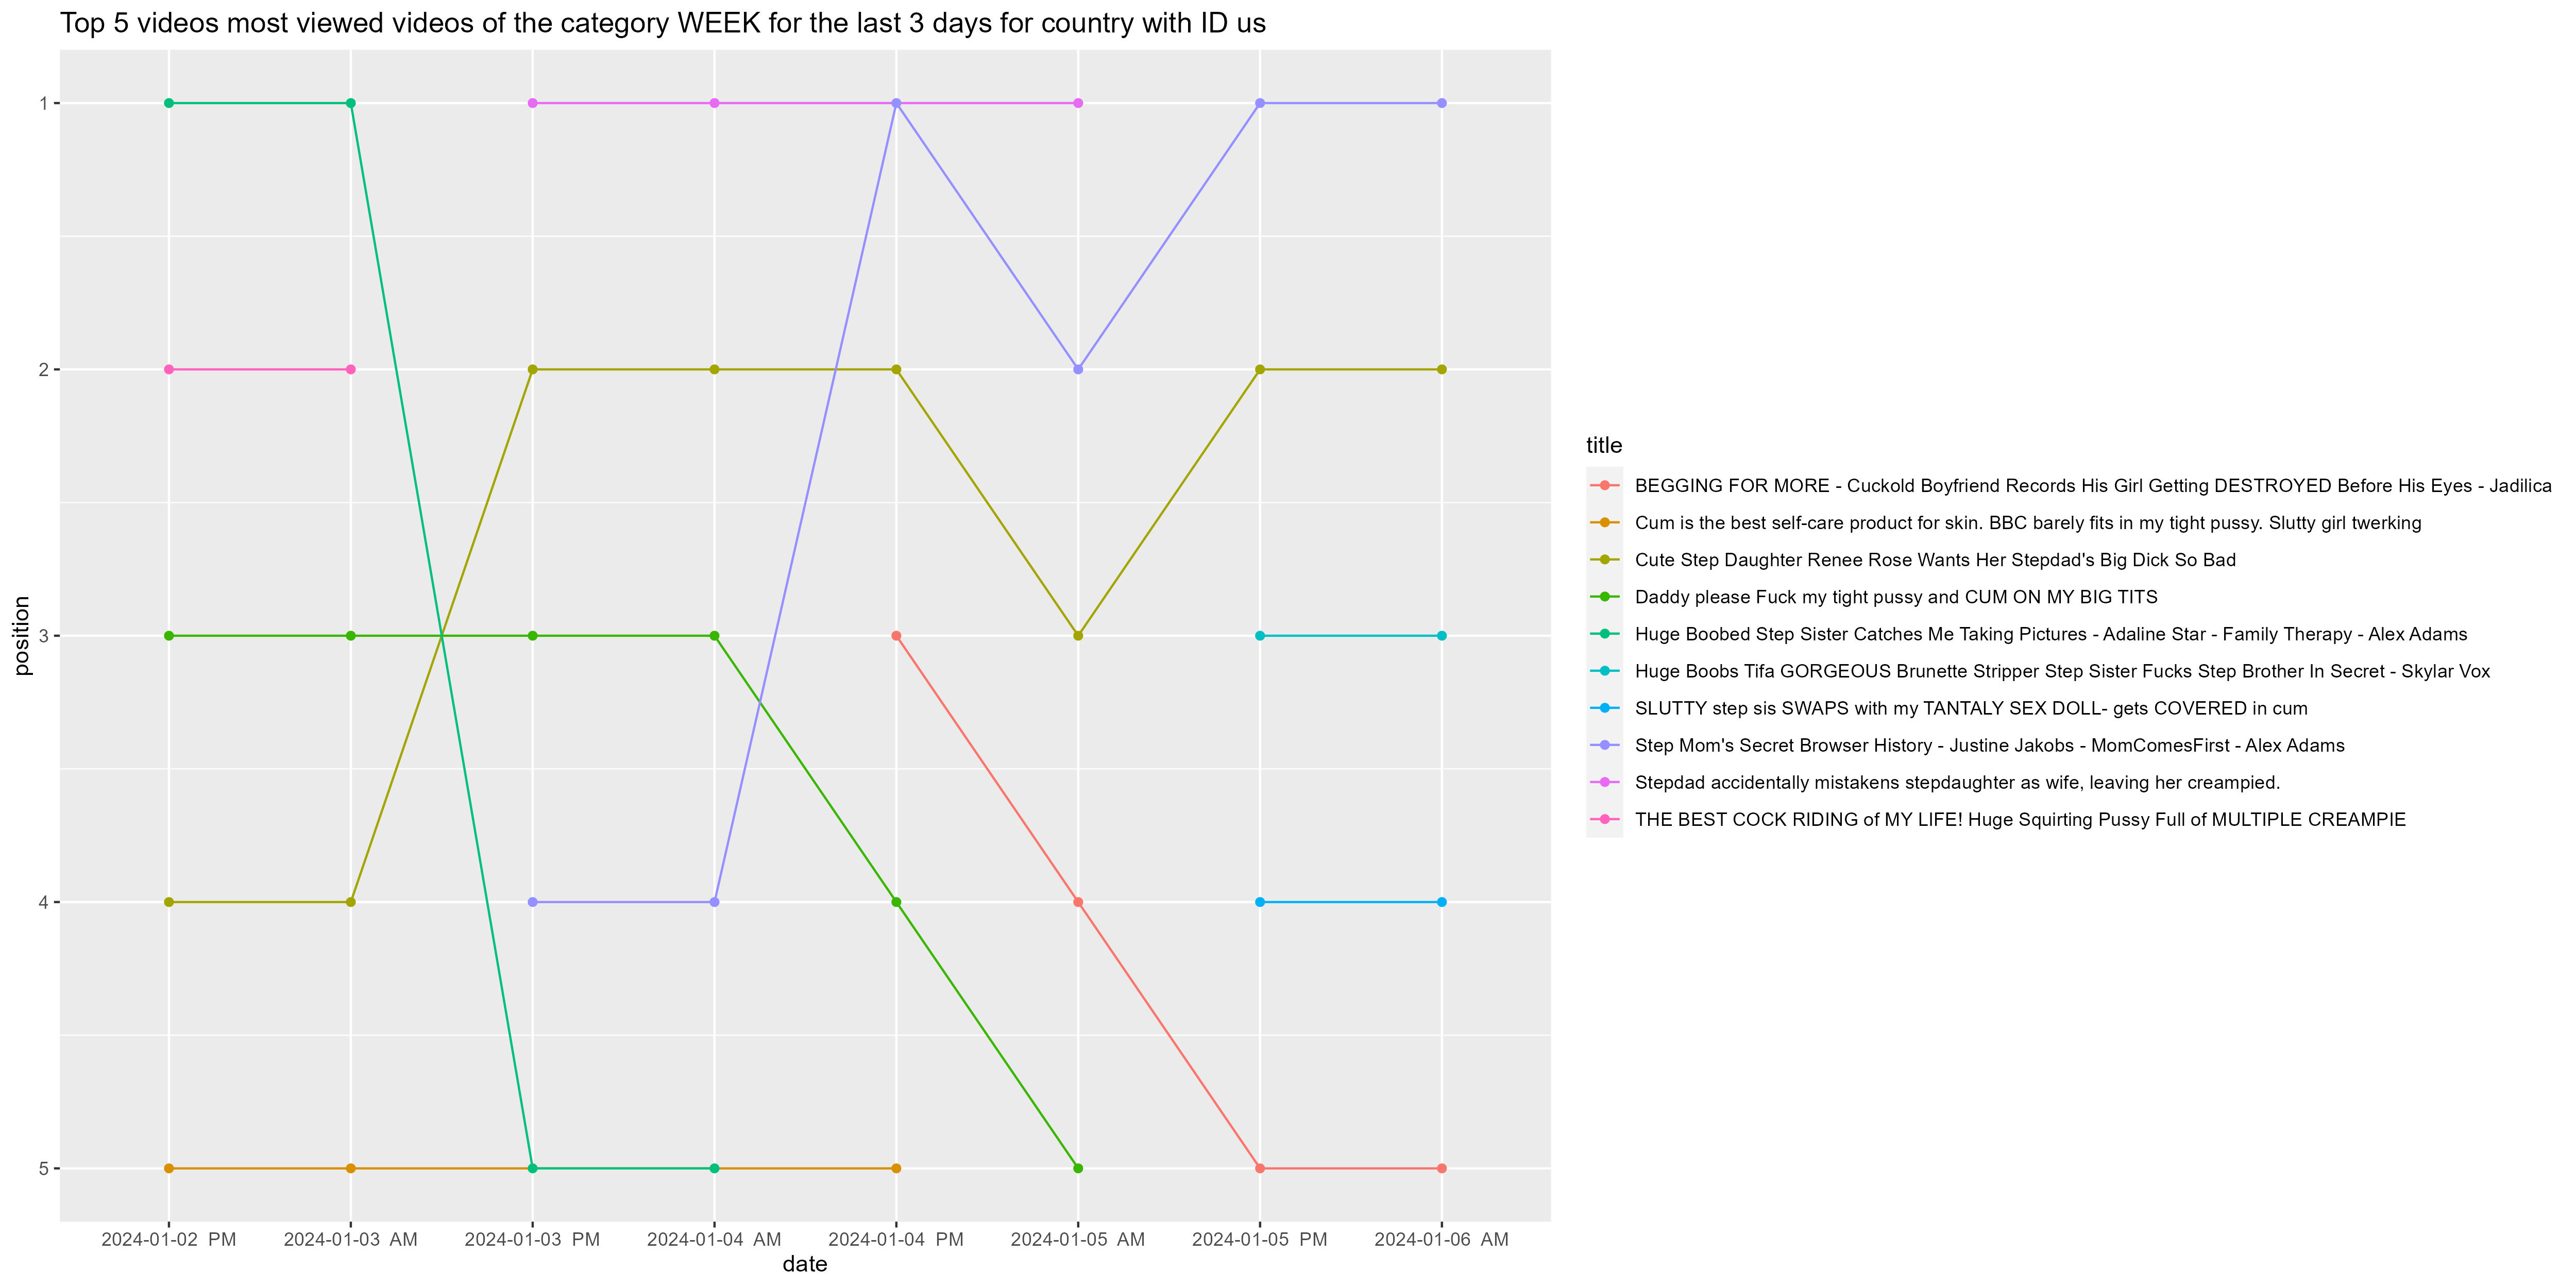 Top 5 videos most viewed videos of the category WEEK for the last 3 days for country with ID us
1
2
3
4
5
position
2024-01-02 PM
2024-01-03 AM
2024-01-03 PM
2024-01-04 AM
2024-01-04 PM
2024-01-05 AM
2024-01-05 PM
2024-01-06 AM
date
title
BEGGING FOR MORE - Cuckold Boyfriend Records His Girl Getting DESTROYED Before His Eyes - Jadilica
Cum is the best self-care product for skin. BBC barely fits in my tight pussy. Slutty girl twerking
Cute Step Daughter Renee Rose Wants Her Stepdad's Big Dick So Bad
Daddy please Fuck my tight pussy and CUM ON MY BIG TITS
Huge Boobed Step Sister Catches Me Taking Pictures - Adaline Star - Family Therapy - Alex Adams
Huge Boobs Tifa GORGEOUS Brunette Stripper Step Sister Fucks Step Brother In Secret - Skylar Vox
SLUTTY step sis SWAPS with my TANTALY SEX DOLL- gets COVERED in cum
Step Mom's Secret Browser History - Justine Jakobs - MomComesFirst - Alex Adams
Stepdad accidentally mistakens stepdaughter as wife, leaving her creampied.
THE BEST COCK RIDING of MY LIFE! Huge Squirting Pussy Full of MULTIPLE CREAMPIE